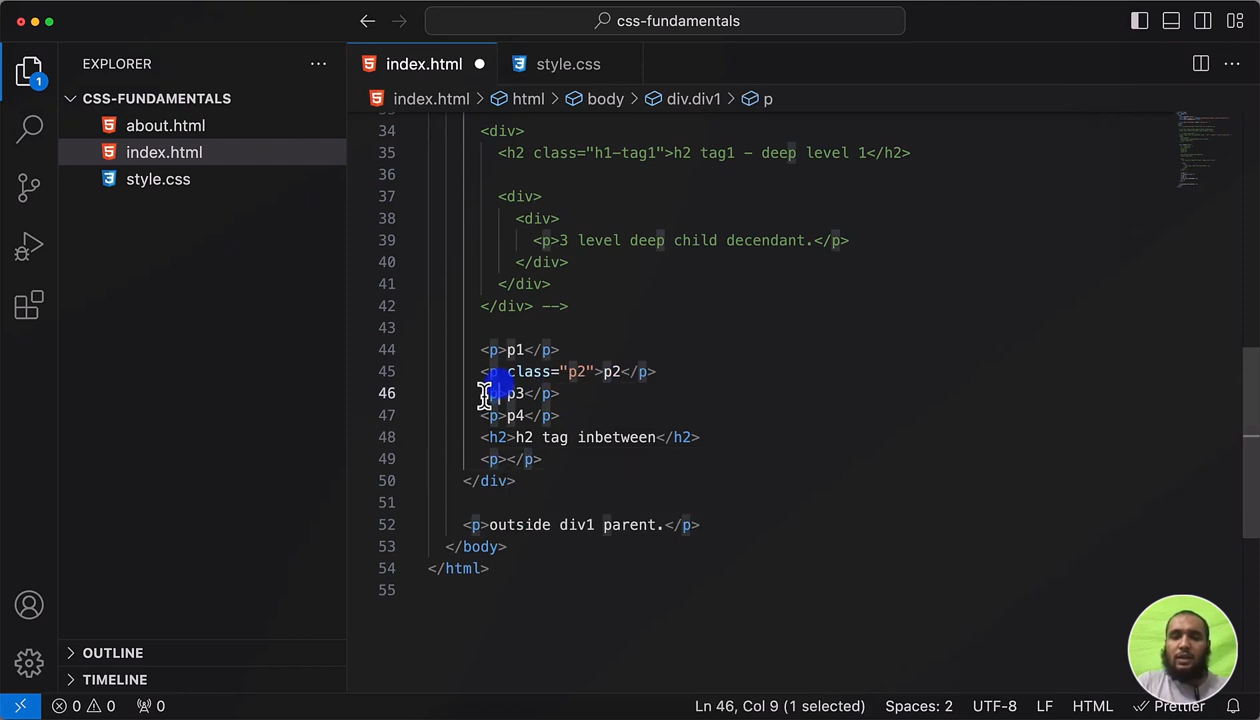 css-fundamentals
EXPLORER
CSS-FUNDAMENTALS
about.html
index.html
style.css
OUTLINE
TIMELINE
1
index.html
style.css
index.html > html > body > div.div1 > p
34 <div>
35 <h2 class="h1-tag1">h2 tag1 - deep level 1</h2>
36
37 <div>
38 <div>
39 <p>3 level deep child decendant.</p>
40 </div>
41 </div>
42 </div> -->
43
44 <p>p1</p>
45 <p class="p2">p2</p>
46 <p>p3</p>
47 <p>p4</p>
48 <h2>h2 tag inbetween</h2>
49 <p></p>
50 </div>
51
52 <p>outside div1 parent.</p>
53 </body>
54 </html>
55
0 0 0
Ln 46, Col 9 (1 selected)
Spaces: 2
UTF-8
LF
HTML
Prettier